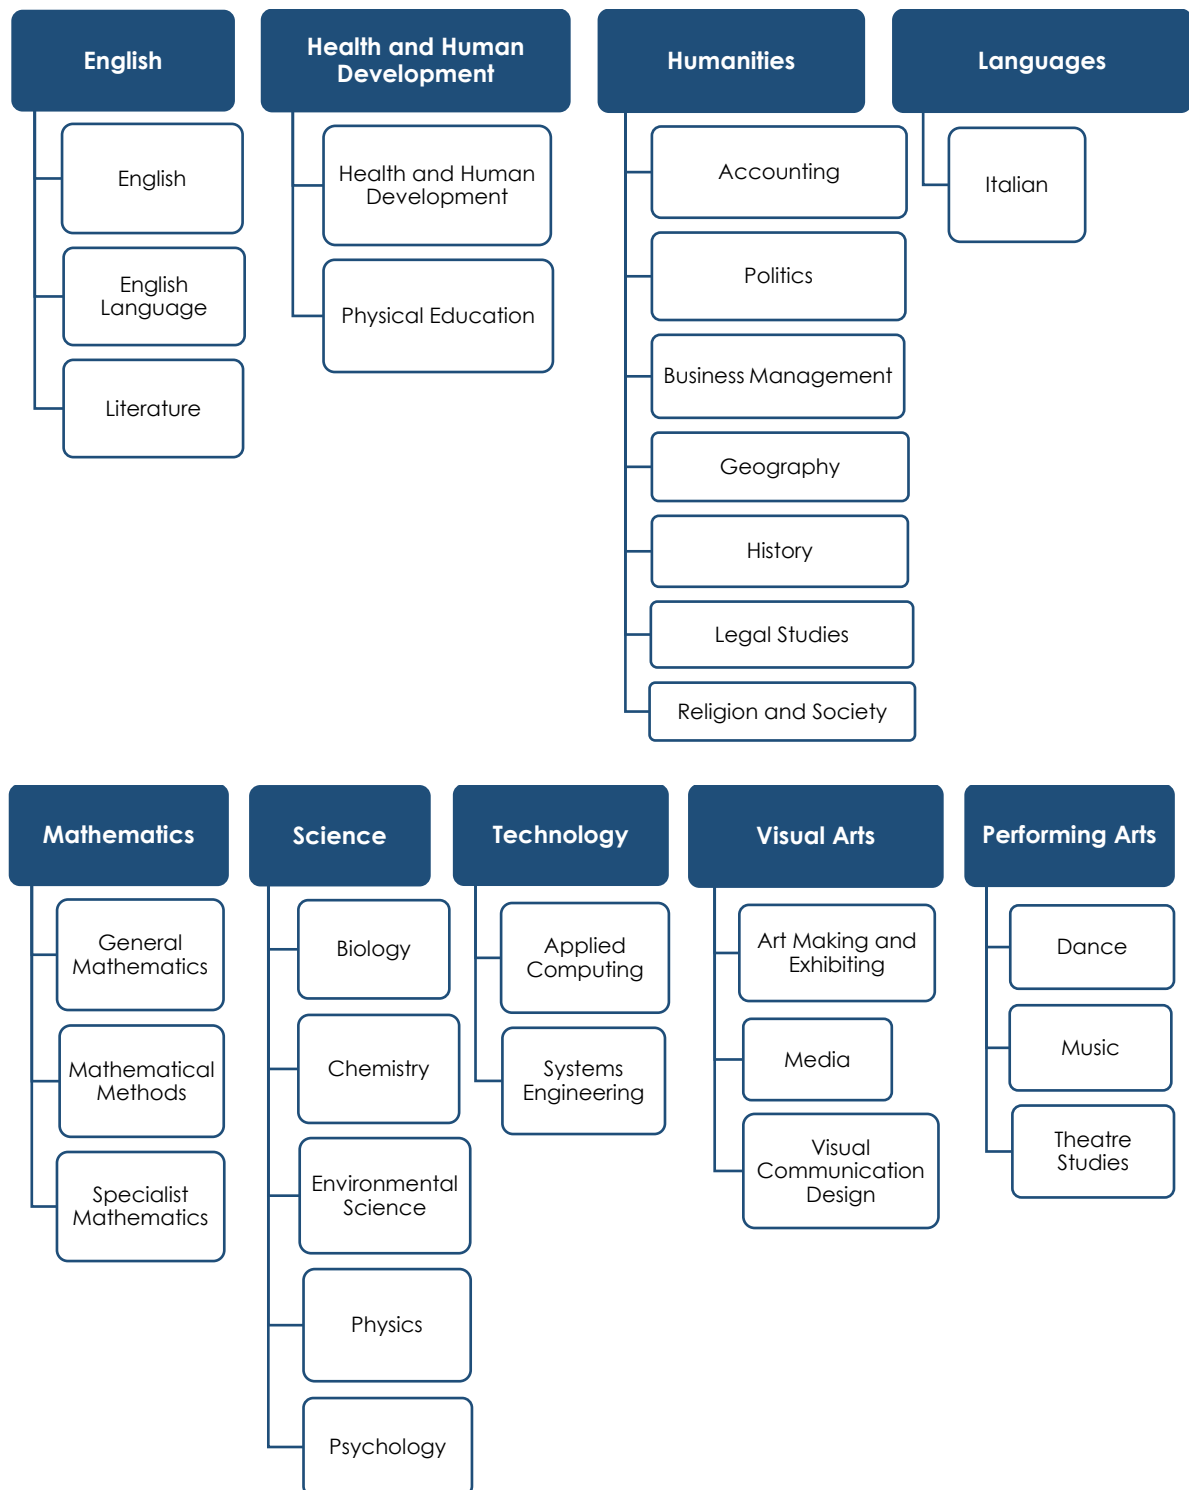 English
English
English
Language
Literature
Health and Human
Development
Health and Human
Development
Physical Education
Humanities
Accounting
Politics
Business Management
Geography
History
Legal Studies
Religion and Society
Languages
Italian
Mathematics
General
Mathematics
Mathematical
Methods
Specialist
Mathematics
Science
Biology
Chemistry
Environmental
Science
Physics
Psychology
Technology
Applied
Computing
Systems
Engineering
Visual Arts
Art Making and
Exhibiting
Media
Visual
Communication
Design
Performing Arts
Dance
Music
Theatre
Studies